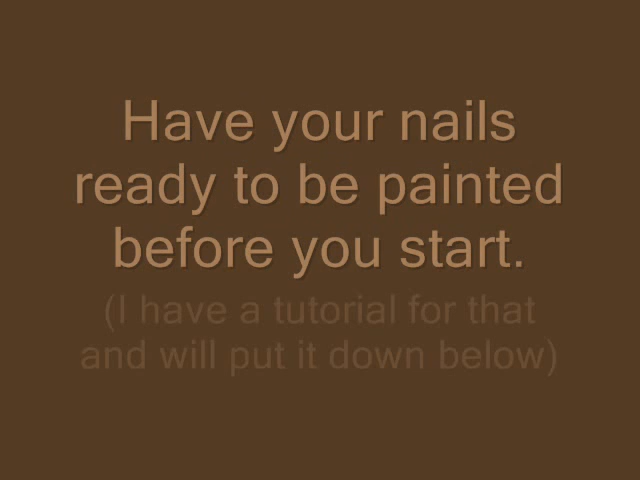 Have your nails
ready to be painted
before you start.
(I have a tutorial for that
and will put it down below)